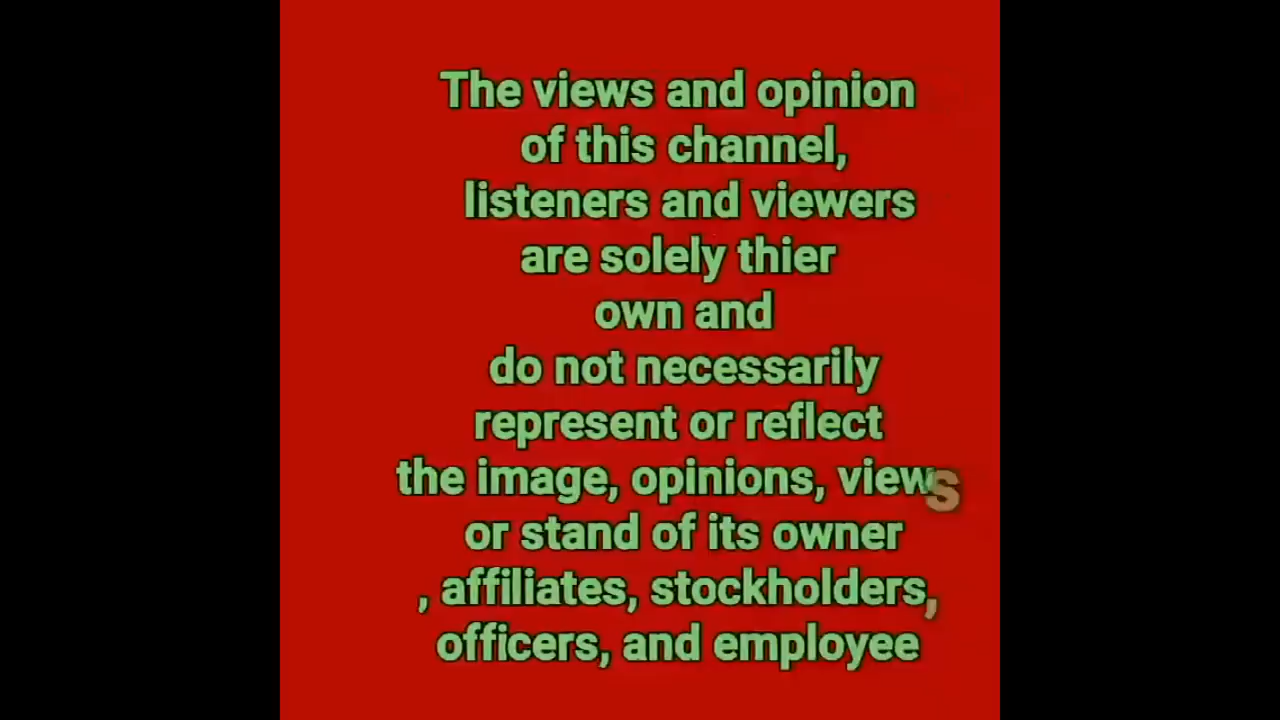 The views and opinion
of this channel,
listeners and viewers
are solely thier
own and
do not necessarily
represent or reflect
the image, opinions, views
or stand of its owner
, affiliates, stockholders,
officers, and employee